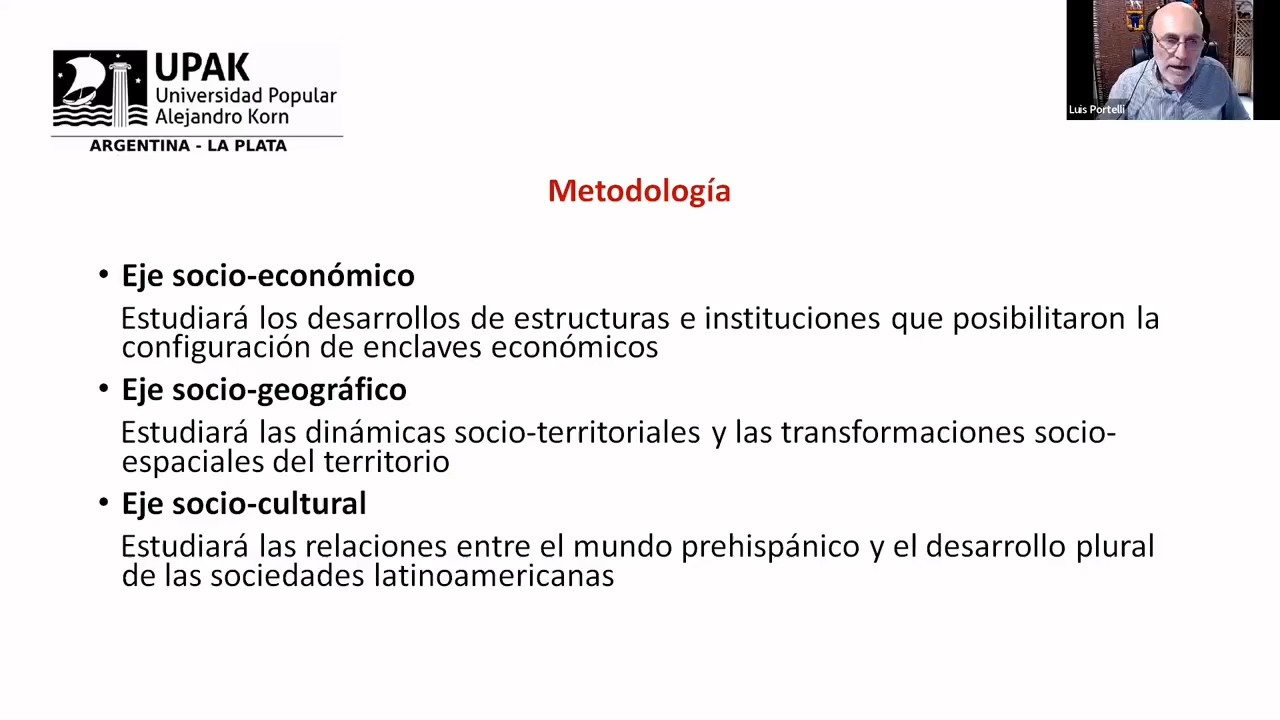 UPAK
Universidad Popular
Alejandro Korn
ARGENTINA - LA PLATA
Luis Portelli
Metodología
• Eje socio-económico
Estudiará los desarrollos de estructuras e instituciones que posibilitaron la
configuración de enclaves económicos
• Eje socio-geográfico
Estudiará las dinámicas socio-territoriales y las transformaciones socio-
espaciales del territorio
• Eje socio-cultural
Estudiará las relaciones entre el mundo prehispánico y el desarrollo plural
de las sociedades latinoamericanas